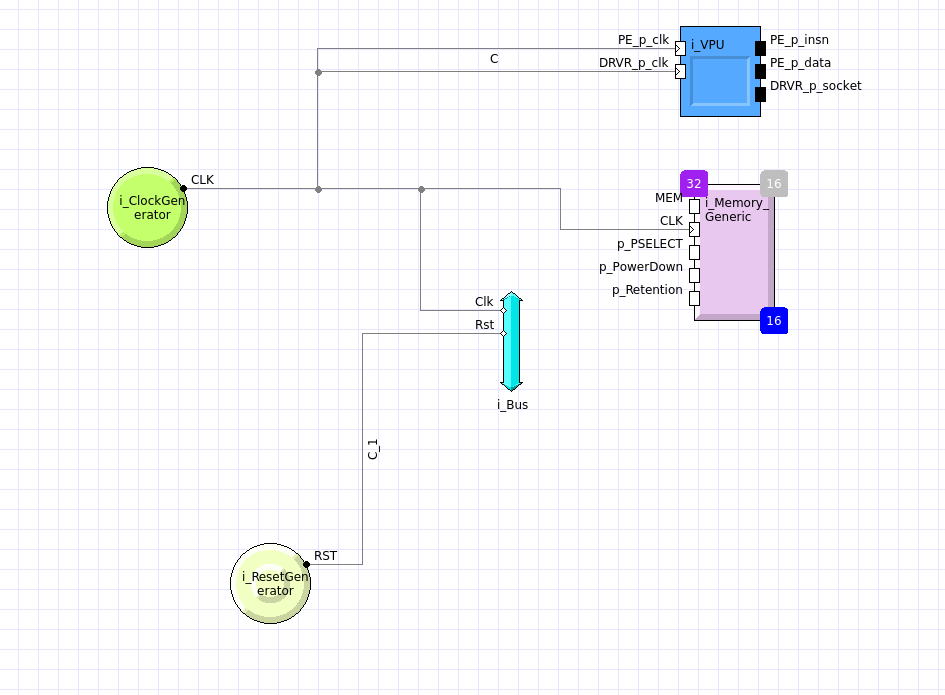 PE_p_clk
i_VPU
PE_p_insn
C
DRVR_p_clk
PE_p_data
DRVR_p_socket
CLK
i_ClockGen
erator
32
16
MEM
i_Memory_
Generic
CLK
p_PSELECT
p_PowerDown
p_Retention
16
Clk
Rst
i_Bus
C_1
RST
i_ResetGen
erator